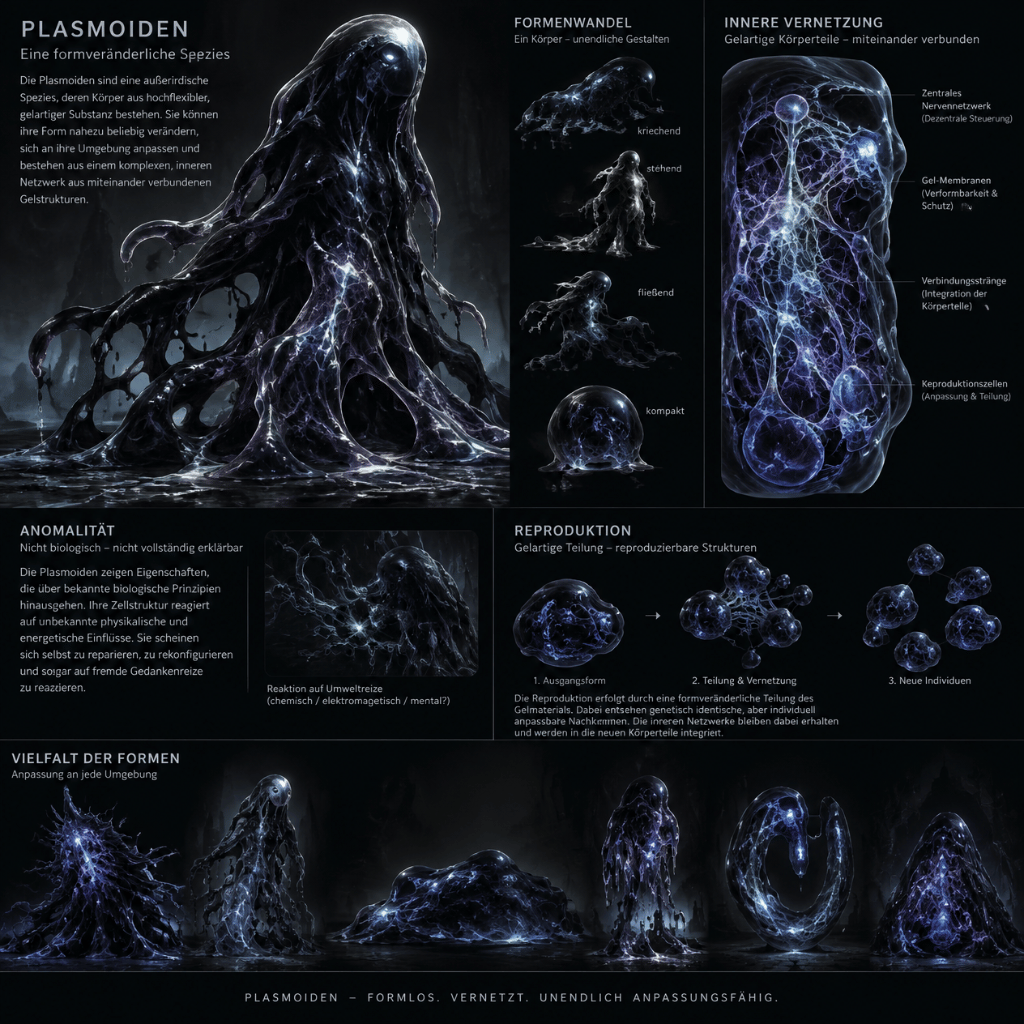 PLASMOIDEN
Eine formveränderliche Spezies
Die Plasmoiden sind eine außerirdische
Spezies, deren Körper aus hochflexibler,
gelartiger Substanz bestehen. Sie können
ihre Form nahezu beliebig verändern,
sich an ihre Umgebung anpassen und
bestehen aus einem komplexen, inneren
Netzwerk aus miteinander verbundenen
Gelstrukturen.
FORMENWANDEL
Ein Körper – unendliche Gestalten
kriechend
stehend
fließend
kompakt
INNERE VERNETZUNG
Gelartige Körperteile – miteinander verbunden
Zentrales
Nervennetzwerk
(Dezentrale Steuerung)
Gel-Membranen
(Verformbarkeit &
Schutz)
Verbindungsstränge
(Integration der
Körpertelle)
Keproduktionszellen
(Anpassung & Teilung)
ANOMALITÄT
Nicht biologisch – nicht vollständig erklärbar
Die Plasmoiden zeigen Eigenschaften,
die über bekannte biologische Prinzipien
hinausgehen. Ihre Zellstruktur reagiert
auf unbekannte physikalische und
energetische Einflüsse. Sie scheinen
sich selbst zu reparieren, zu rekonfigurieren
und sogar auf fremde Gedankenreize
zu reazzieren.
Reaktion auf Umweltreize
(chemisch / elektromagetisch / mental?)
REPRODUKTION
Gelartige Teilung – reproduzierbare Strukturen
1. Ausgangsform
2. Teilung & Vernetzung
3. Neue Individuen
Die Reproduktion erfolgt durch eine formveränderliche Teilung des
Gelmaterials. Dabei entsehen genetisch identische, aber individuell
anpassbare Nachkommen. Die inreren Netzwerke bleiben dabei erhalten
und werden in die neuen Körperteile integriert.
VIELFALT DER FORMEN
Anpassung an jede Umgebung
PLASMOIDEN – FORMLOS. VERNETZT. UNENDLICH ANPASSUNGSFÄHIG.